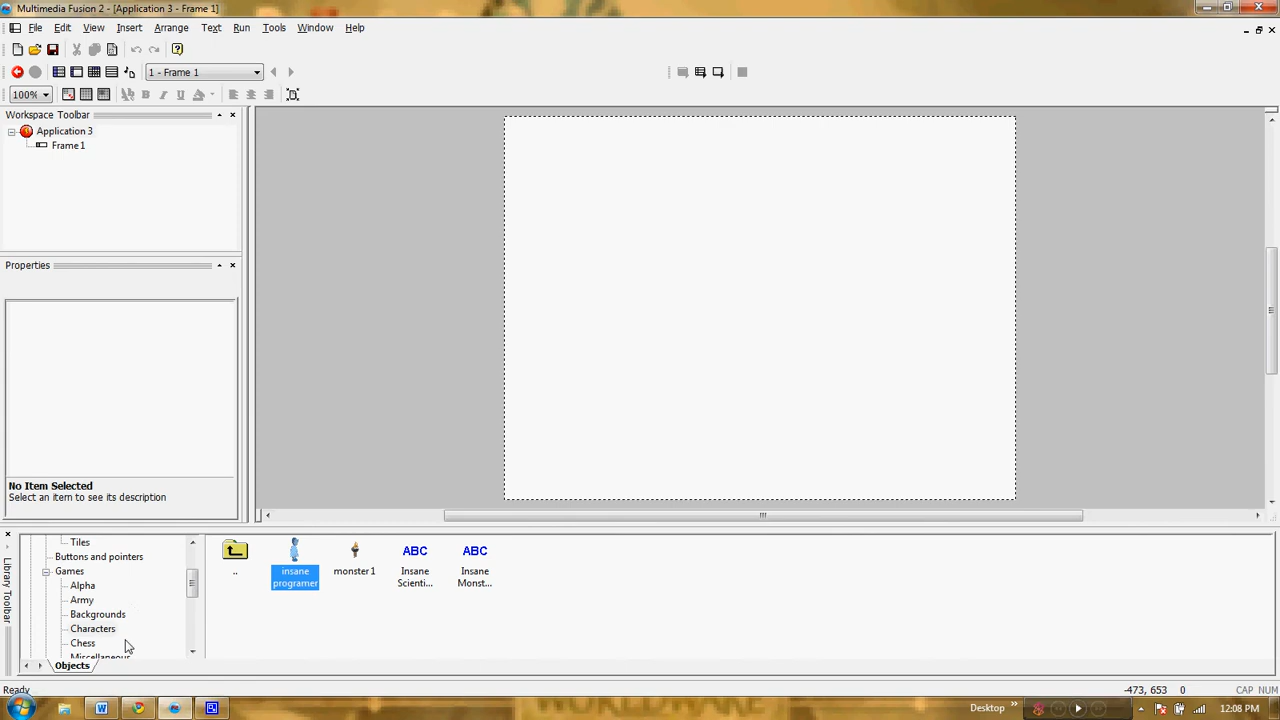 Multimedia Fusion 2 - [Application 3 - Frame 1]
File Edit View Insert Arrange Text Run Tools Window Help
1 - Frame 1
100% B I U
Workspace Toolbar
Application 3
Frame 1
Properties
No Item Selected
Select an item to see its description
Library Toolbar
Tiles
Buttons and pointers
Games
Alpha
Army
Backgrounds
Characters
Chess
Miscellaneous
Objects
..
insane
programer
monster 1
ABC
Insane
Scienti...
ABC
Insane
Monst...
Ready
-473, 653 0 CAP NUM
Desktop 12:08 PM